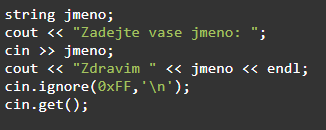 string jmeno;
cout << "Zadejte vase jmeno: ";
cin >> jmeno;
cout << "Zdravim " << jmeno << endl;
cin.ignore(0xFF,'\n');
cin.get();